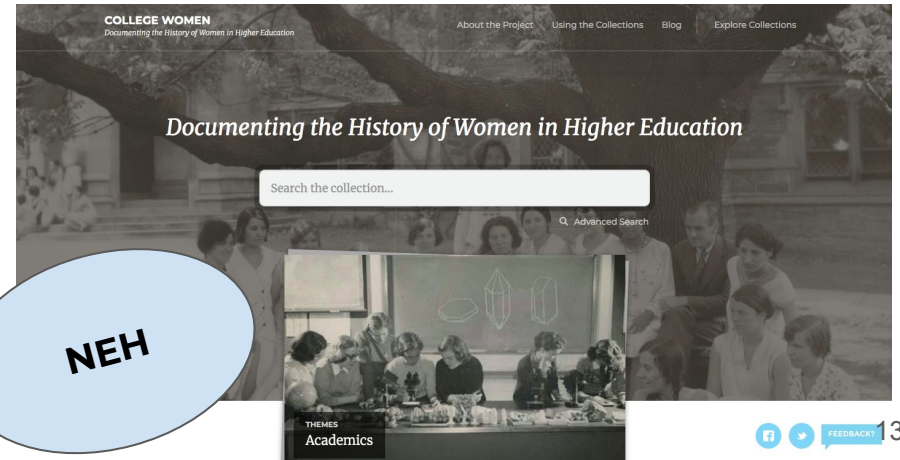 COLLEGE WOMEN
Documenting the History of Women in Higher Education
About the Project Using the Collections Blog Explore Collections
Documenting the History of Women in Higher Education
Search the collection...
Advanced Search
NEH
THEMES
Academics
FEEDBACK?
13